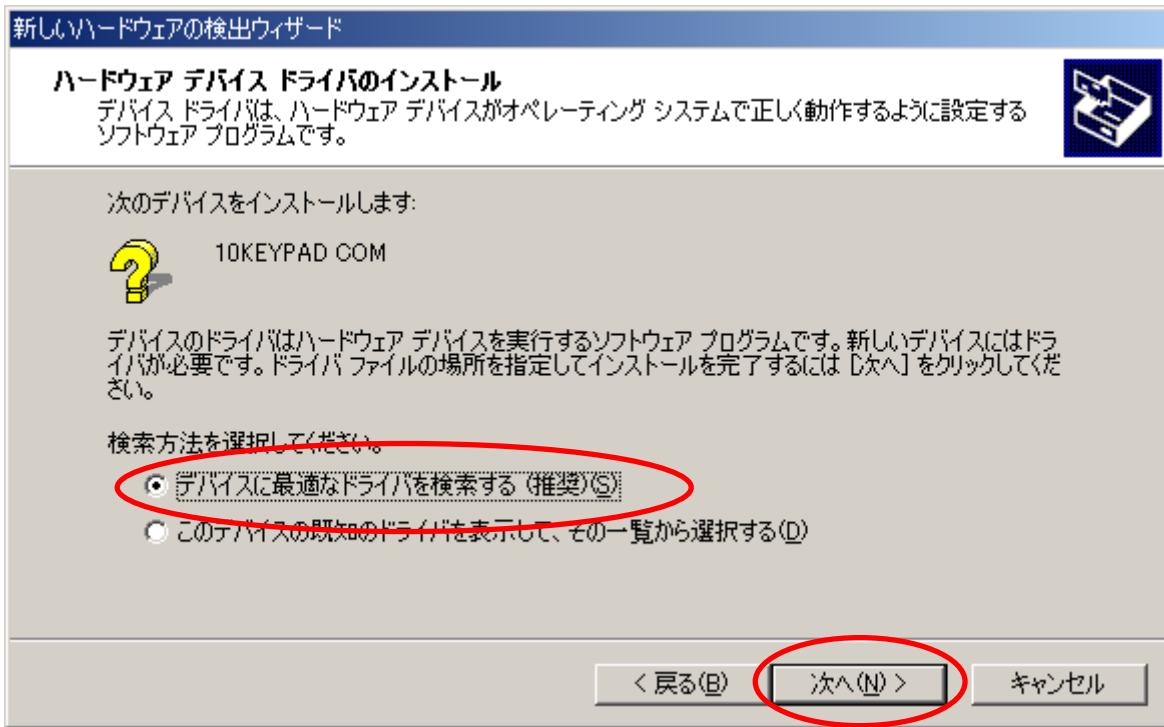 新しいハードウェアの検出ウィザード
ハードウェア デバイス ドライバのインストール
デバイス ドライバは、ハードウェア デバイスがオペレーティング システムで正しく動作するように設定する
ソフトウェア プログラムです。
次のデバイスをインストールします:
10KEYPAD COM
デバイスのドライバはハードウェア デバイスを実行するソフトウェア プログラムです。新しいデバイスにはドラ
イバが必要です。ドライバ ファイルの場所を指定してインストールを完了するには [次へ] をクリックしてくだ
さい。
検索方法を選択してください。
デバイスに最適なドライバを検索する (推奨)(S)
このデバイスの既知のドライバを表示して、その一覧から選択する(D)
< 戻る(B) 次へ(N) > キャンセル